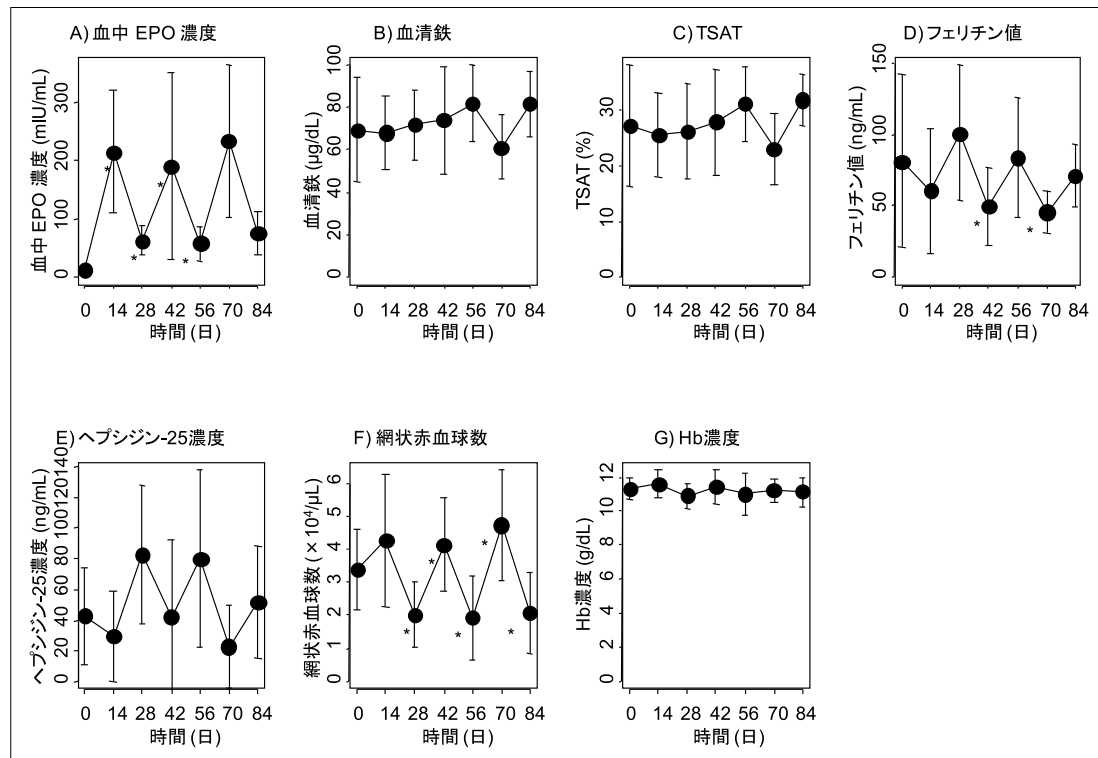 A) 血中 EPO 濃度
血中 EPO 濃度 (mIU/mL)
0 100 200 300
0 14 28 42 56 70 84
時間 (日)
* * * *
B) 血清鉄
血清鉄 (μg/dL)
0 20 40 60 80 100
0 14 28 42 56 70 84
時間 (日)
C) TSAT
TSAT (%)
0 10 20 30
0 14 28 42 56 70 84
時間 (日)
D) フェリチン値
フェリチン値 (ng/mL)
0 50 100 150
0 14 28 42 56 70 84
時間 (日)
* *
E) ヘプシジン-25濃度
ヘプシジン-25濃度 (ng/mL)
0 20 40 60 80 100 120 140
0 14 28 42 56 70 84
時間 (日)
F) 網状赤血球数
網状赤血球数 (×10⁴/μL)
0 1 2 3 4 5 6
0 14 28 42 56 70 84
時間 (日)
* * * * *
G) Hb濃度
Hb濃度 (g/dL)
0 2 4 6 8 10 12
0 14 28 42 56 70 84
時間 (日)